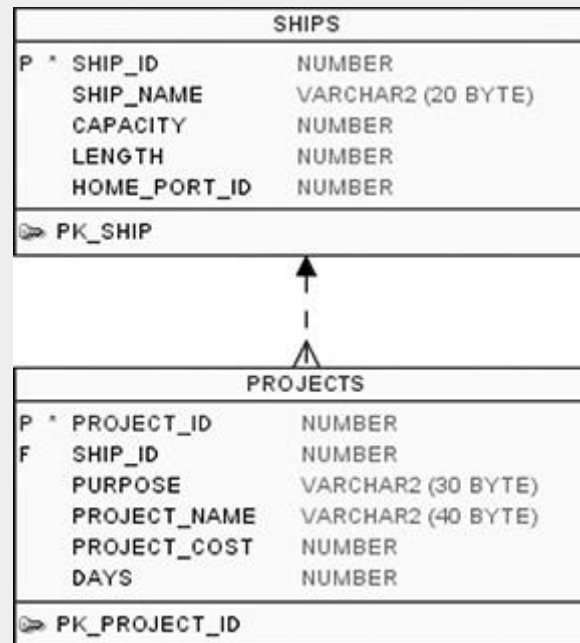 SHIPS
P * SHIP_ID NUMBER
SHIP_NAME VARCHAR2 (20 BYTE)
CAPACITY NUMBER
LENGTH NUMBER
HOME_PORT_ID NUMBER
PK_SHIP
PROJECTS
P * PROJECT_ID NUMBER
F SHIP_ID NUMBER
PURPOSE VARCHAR2 (30 BYTE)
PROJECT_NAME VARCHAR2 (40 BYTE)
PROJECT_COST NUMBER
DAYS NUMBER
PK_PROJECT_ID